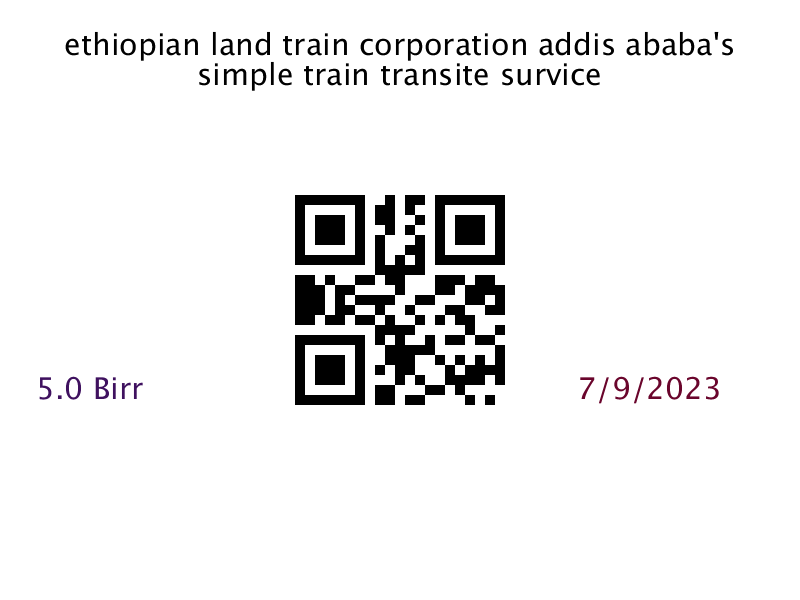 ethiopian land train corporation addis ababa's
simple train transite survice
5.0 Birr
7/9/2023